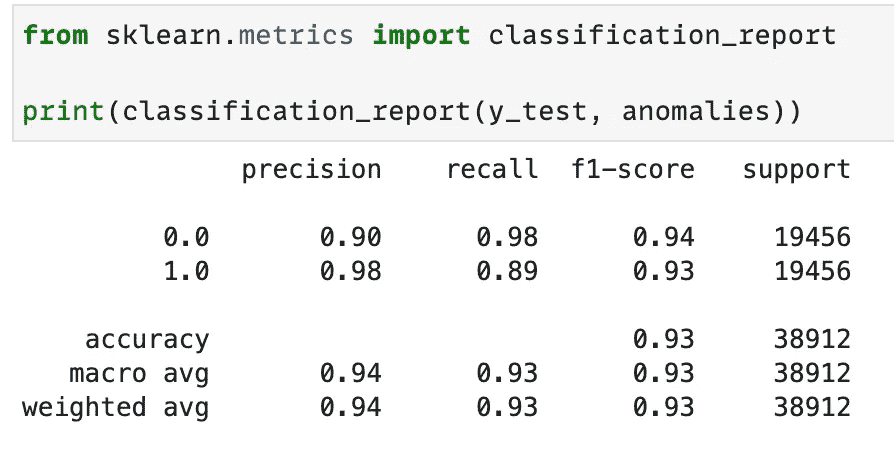 from sklearn.metrics import classification_report
print(classification_report(y_test, anomalies))
precision recall f1-score support
0.0 0.90 0.98 0.94 19456
1.0 0.98 0.89 0.93 19456
accuracy 0.93 38912
macro avg 0.94 0.93 0.93 38912
weighted avg 0.94 0.93 0.93 38912